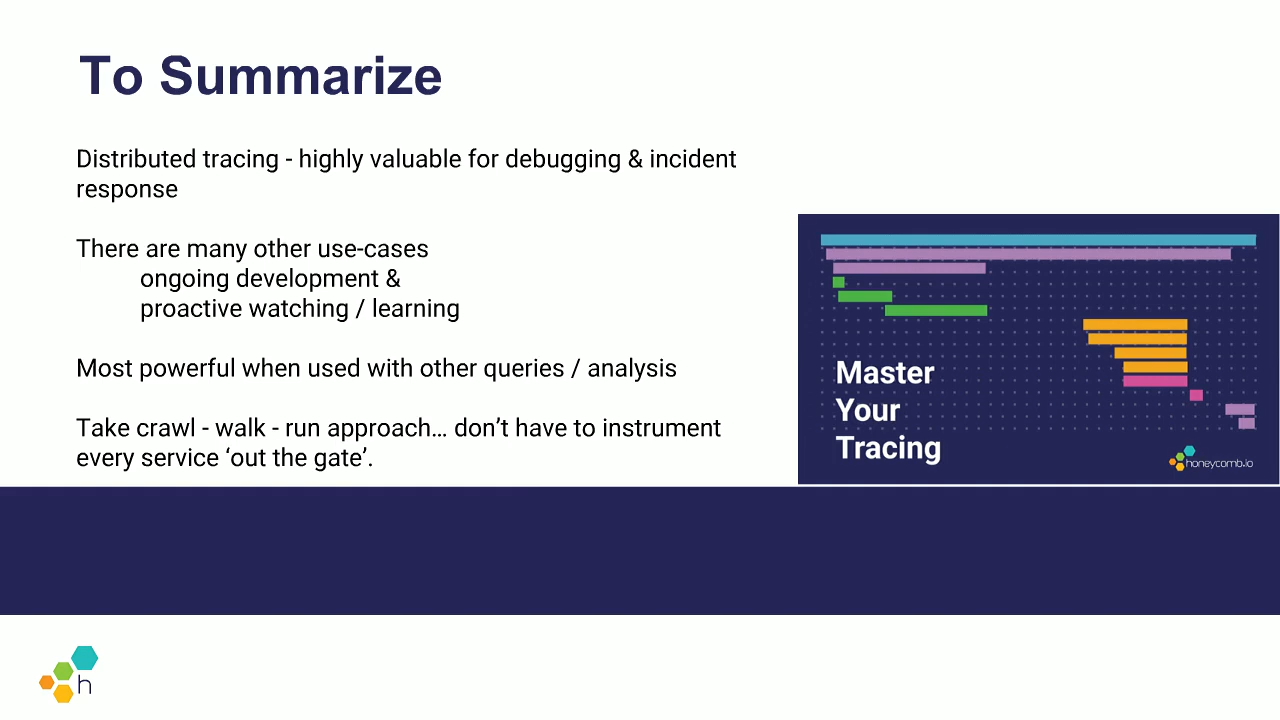 To Summarize
Distributed tracing - highly valuable for debugging & incident
response
There are many other use-cases
ongoing development &
proactive watching / learning
Most powerful when used with other queries / analysis
Take crawl - walk - run approach… don’t have to instrument
every service ‘out the gate’.
Master
Your
Tracing
honeycomb.io
h